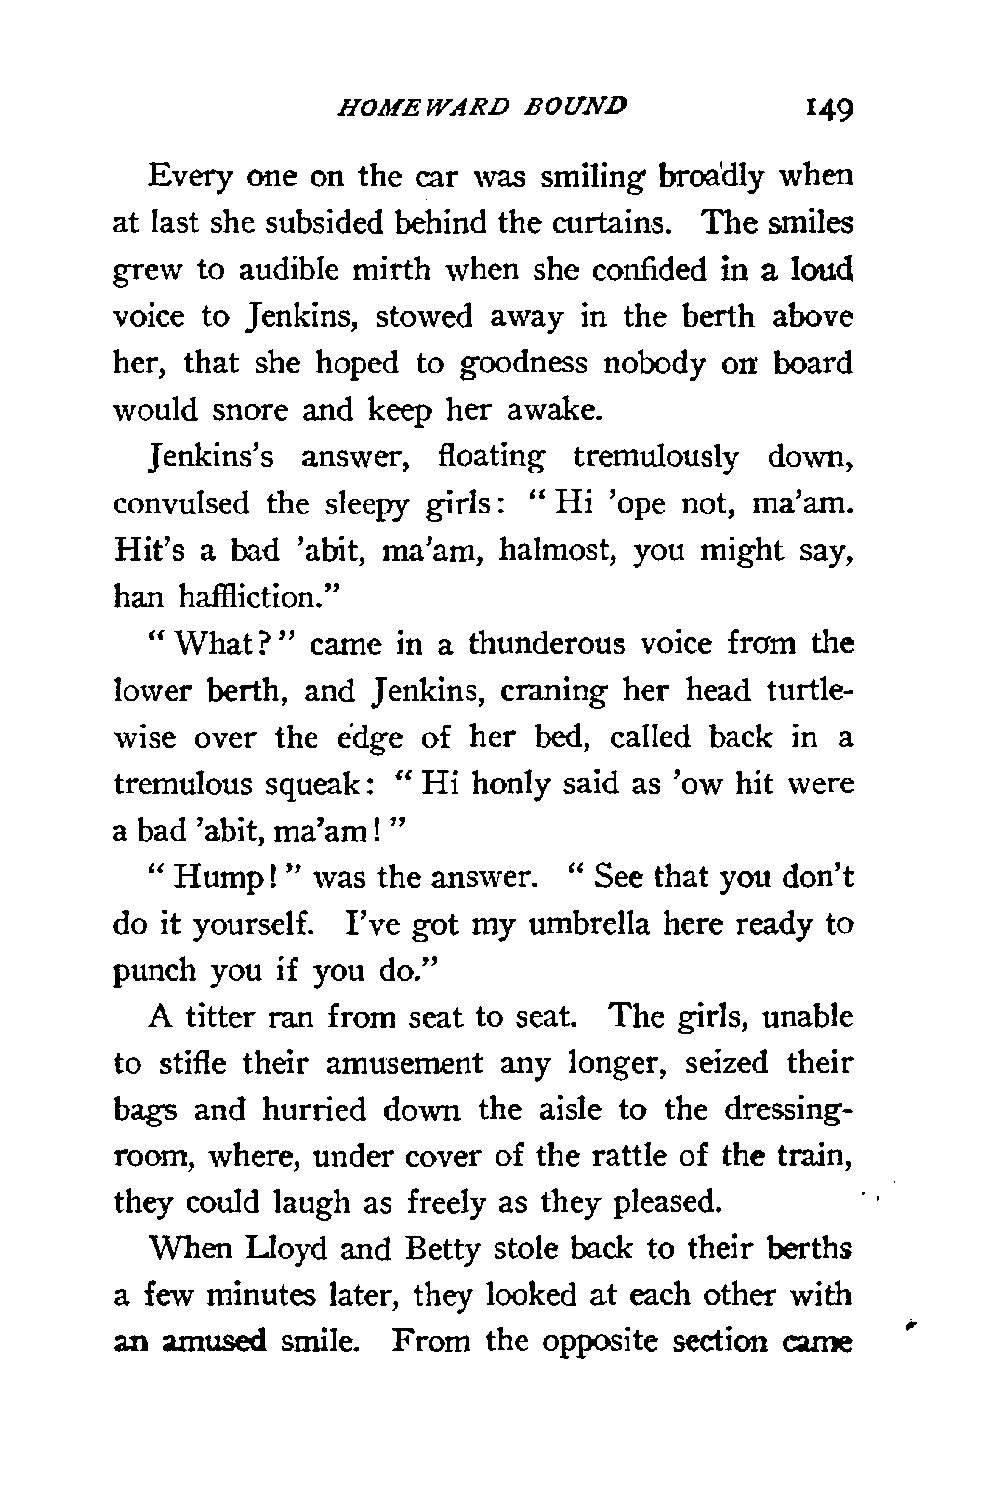 HOMEWARD BOUND 149
Every one on the car was smiling broadly when
at last she subsided behind the curtains. The smiles
grew to audible mirth when she confided in a loud
voice to Jenkins, stowed away in the berth above
her, that she hoped to goodness nobody on board
would snore and keep her awake.
Jenkins's answer, floating tremulously down,
convulsed the sleepy girls: “Hi 'ope not, ma'am.
Hit's a bad 'abit, ma'am, halmost, you might say,
han haffliction.”
“What?” came in a thunderous voice from the
lower berth, and Jenkins, craning her head turtle-
wise over the edge of her bed, called back in a
tremulous squeak: “Hi honly said as 'ow hit were
a bad 'abit, ma'am!”
“Hump!” was the answer. “See that you don't
do it yourself. I've got my umbrella here ready to
punch you if you do.”
A titter ran from seat to seat. The girls, unable
to stifle their amusement any longer, seized their
bags and hurried down the aisle to the dressing-
room, where, under cover of the rattle of the train,
they could laugh as freely as they pleased.
When Lloyd and Betty stole back to their berths
a few minutes later, they looked at each other with
an amused smile. From the opposite section came